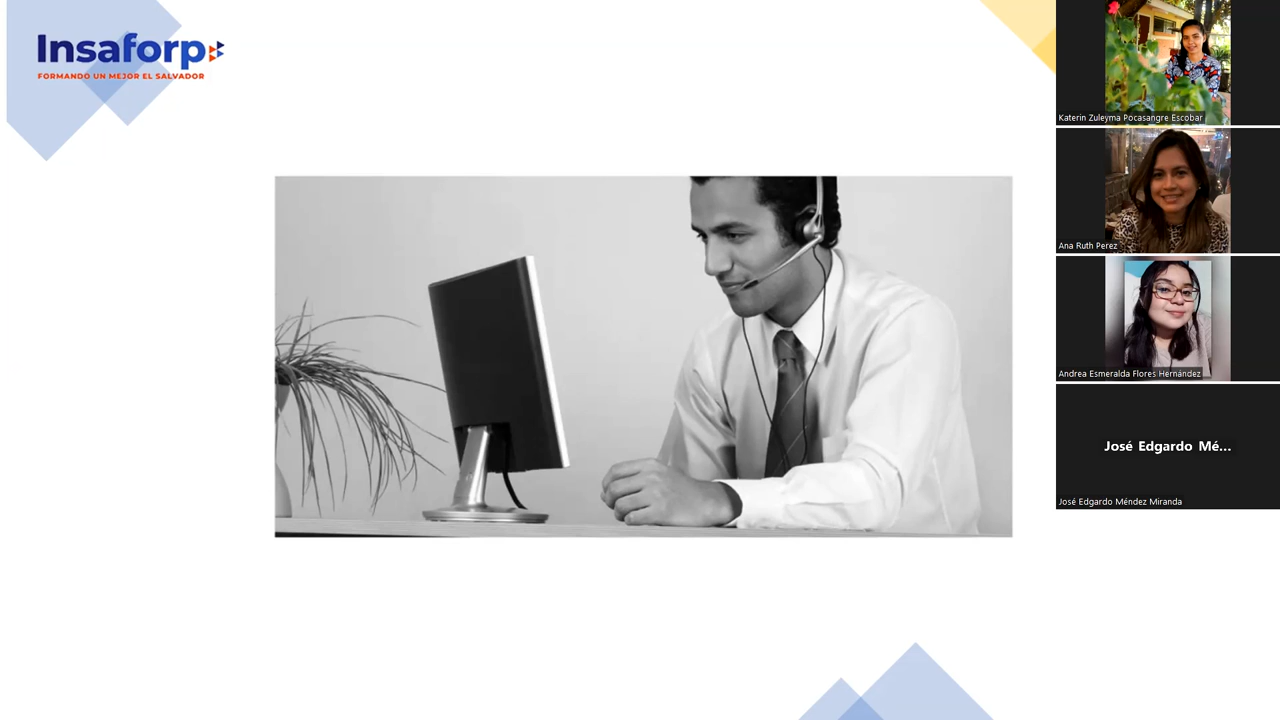 Insaforp
FORMANDO UN MEJOR EL SALVADOR
Katerin Zuleyma Pocasangre Escobar
Ana Ruth Perez
Andrea Esmeralda Flores Hernández
José Edgardo Mé...
José Edgardo Méndez Miranda